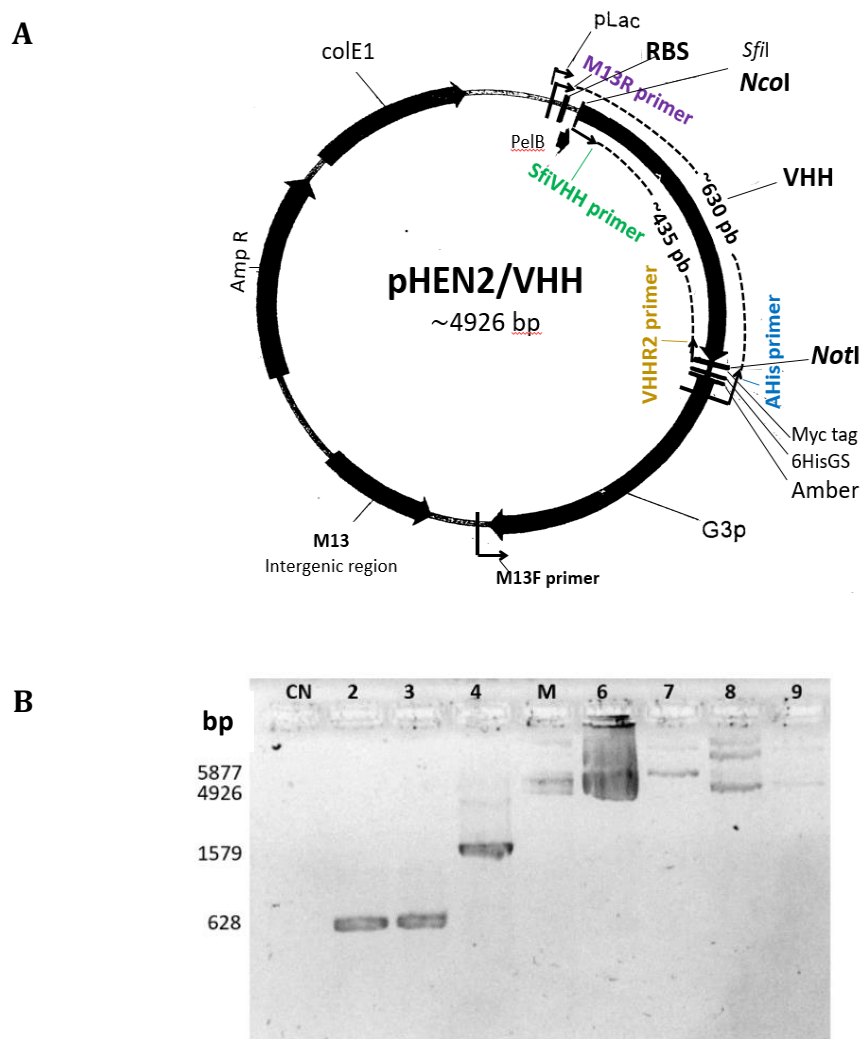 A
pLac
colE1
RBS
SfiI
NcoI
M13R primer
PelB
SfiVHH primer
VHH
~630 pb
~435 pb
Amp R
pHEN2/VHH
~4926 bp
VHHR2 primer
AHis primer
NotI
Myc tag
6HisGS
Amber
G3p
M13
Intergenic region
M13F primer
B
CN 2 3 4 M 6 7 8 9
bp
5877
4926
1579
628